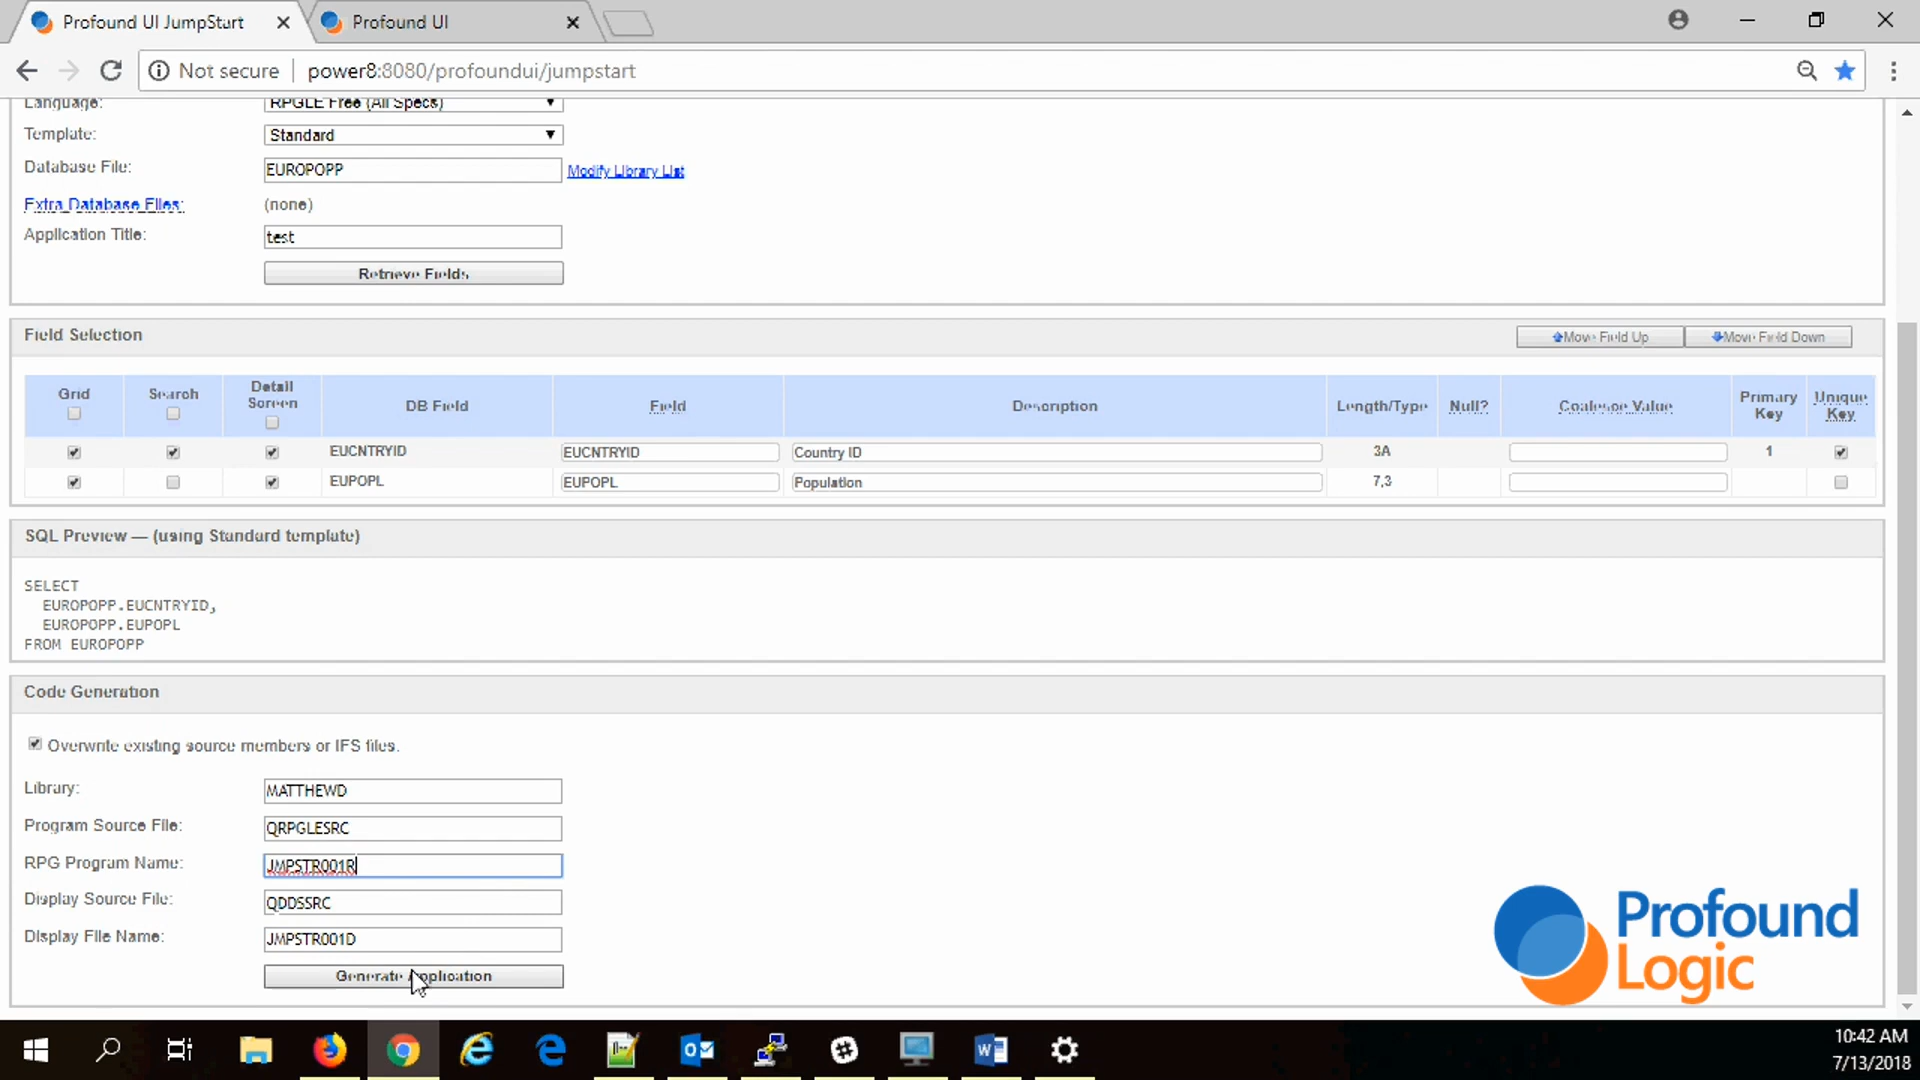 Profound UI JumpStart
Profound UI
Not secure
power8:8080/profoundui/jumpstart
Language: RPGLE Free (All Specs)
Template: Standard
Database File: EUROPOPP Modify Library List
Extra Database Files: (none)
Application Title: test
Retrieve Fields
Field Selection
Move Field Up Move Field Down
Grid Search Detail Screen DB Field Field Description Length/Type Null? Coalesce Value Primary Key Unique Key
EUCNTRYID EUCNTRYID Country ID 3A 1
EUPOPL EUPOPL Population 7,3
SQL Preview — (using Standard template)
SELECT
EUROPOPP.EUCNTRYID,
EUROPOPP.EUPOPL
FROM EUROPOPP
Code Generation
Overwrite existing source members or IFS files.
Library: MATTHEWD
Program Source File: QRPGLESRC
RPG Program Name: JMPSTR001R
Display Source File: QDDSSRC
Display File Name: JMPSTR001D
Generate Application
Profound
Logic
10:42 AM
7/13/2018